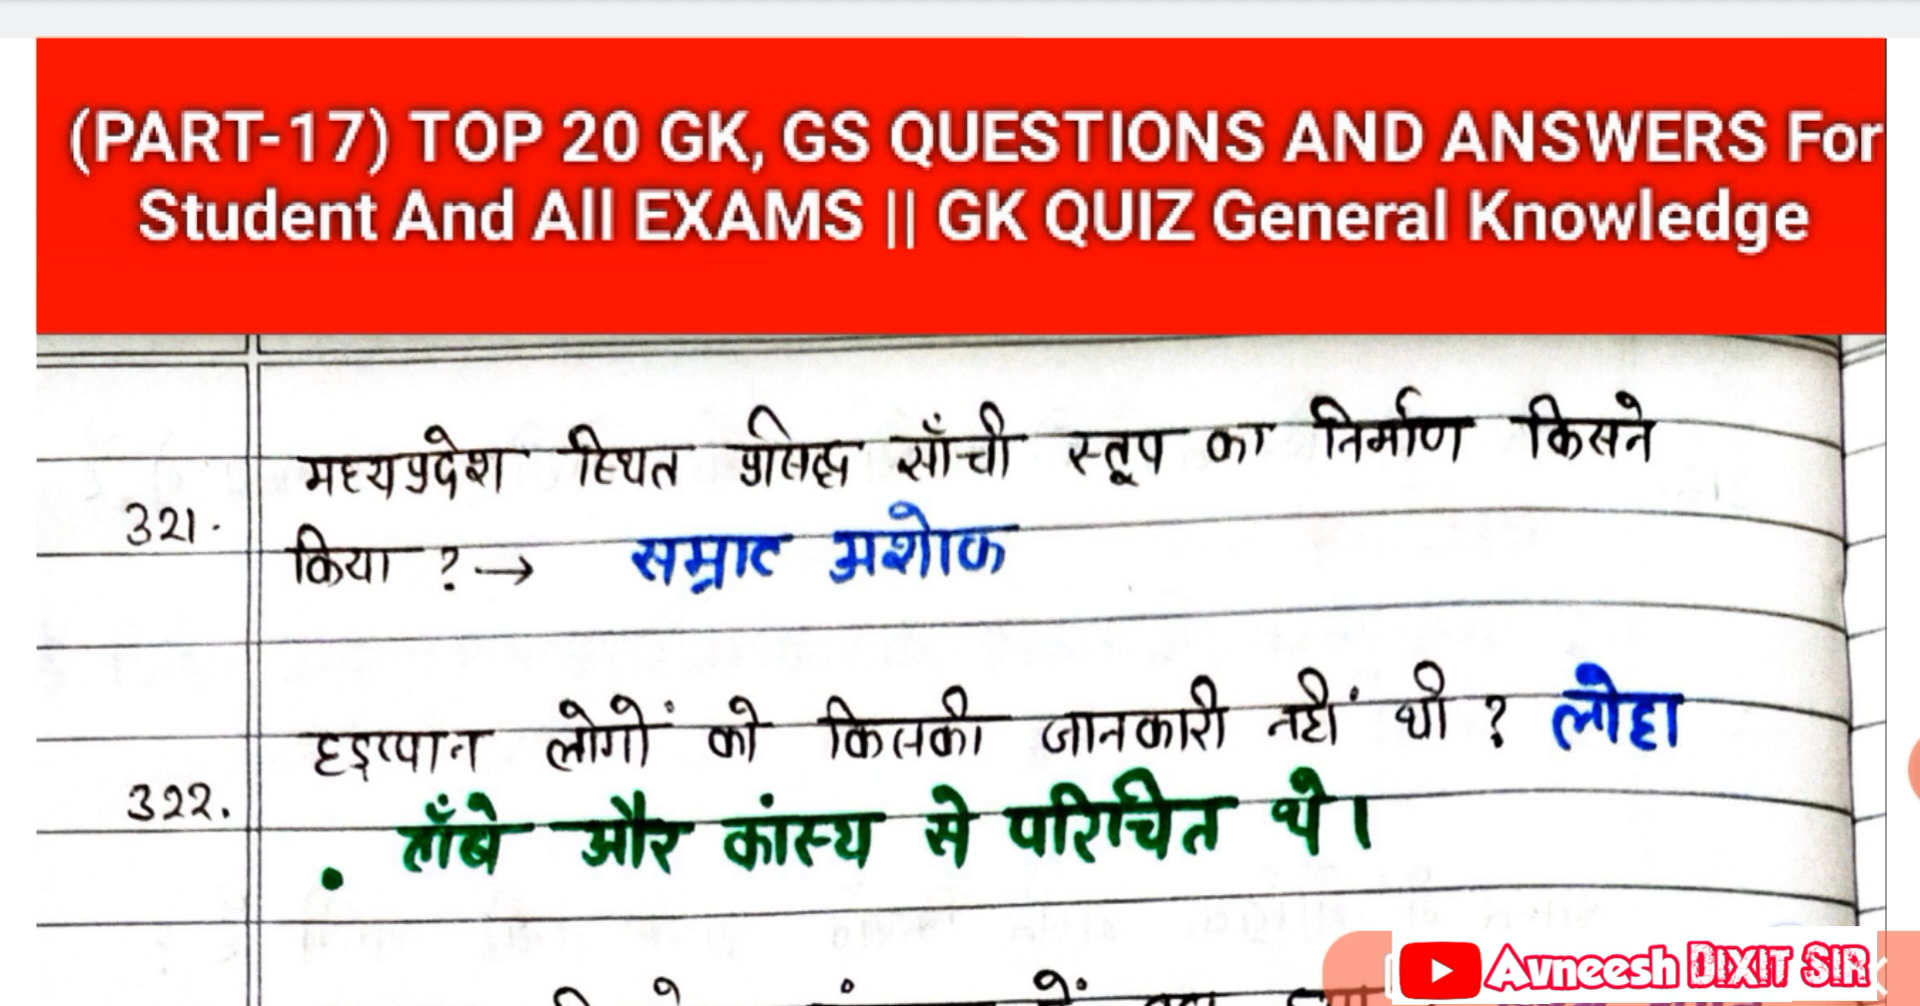 (PART-17) TOP 20 GK, GS QUESTIONS AND ANSWERS For
Student And All EXAMS || GK QUIZ General Knowledge
मध्यप्रदेश स्थित प्रसिद्ध साँची स्तूप का निर्माण किसने
321.
किया ? → सम्राट अशोक
हड़प्पान लोगों को किसकी जानकारी नहीं थी ? लोहा
322.
• ताँबे और कांस्य से परिचित थे।
Avneesh DIXIT SIR